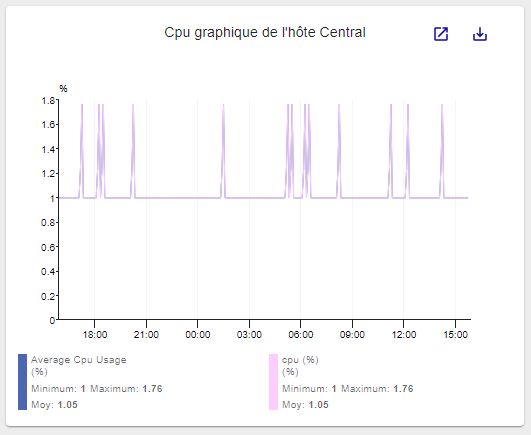 Cpu graphique de l'hôte Central
%
1.8
1.6
1.4
1.2
1
0.8
0.6
0.4
0.2
0
18:00 21:00 00:00 03:00 06:00 09:00 12:00 15:00
Average Cpu Usage
(%)
Minimum: 1 Maximum: 1.76
Moy: 1.05
cpu (%)
(%)
Minimum: 1 Maximum: 1.76
Moy: 1.05